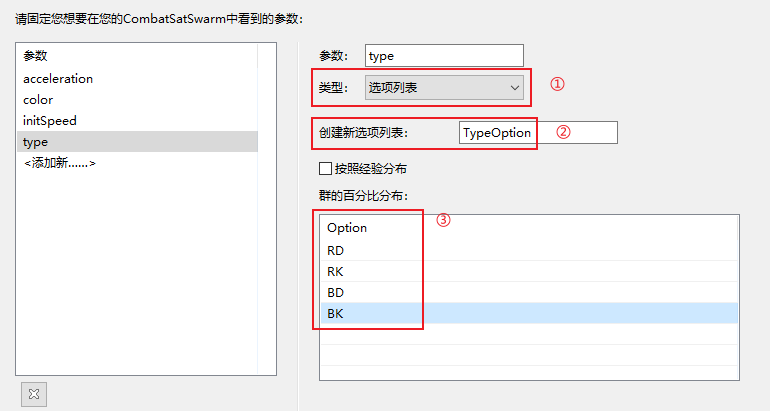 请固定您想要在您的CombatSatSwarm中看到的参数:
参数
acceleration
color
initSpeed
type
<添加新......>
参数: type
类型: 选项列表 ①
创建新选项列表: TypeOption ②
按照经验分布
群的百分比分布:
③
Option
RD
RK
BD
BK